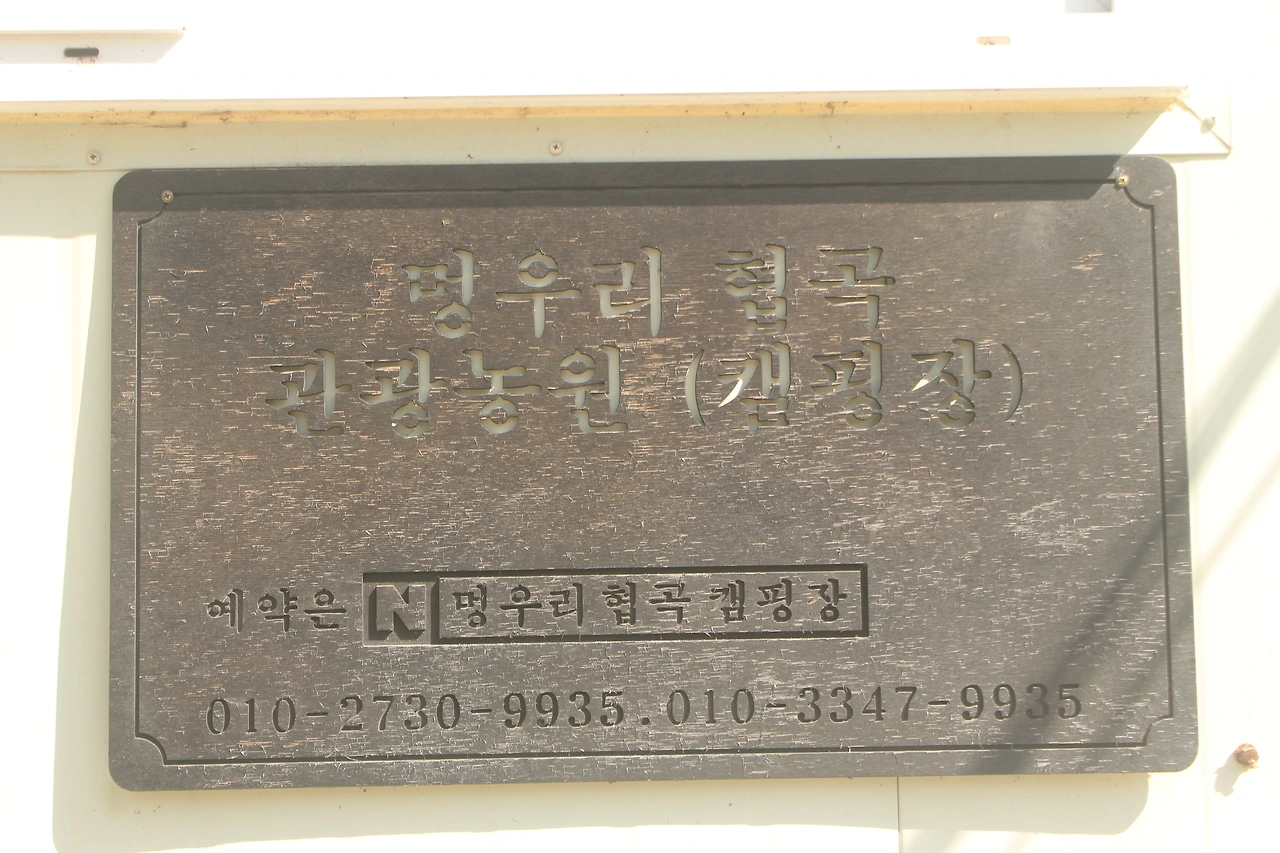 멍우리 협곡
관광농원 (캠핑장)
예약은 N 멍우리 협곡 캠핑장
010-2730-9935.010-3347-9935